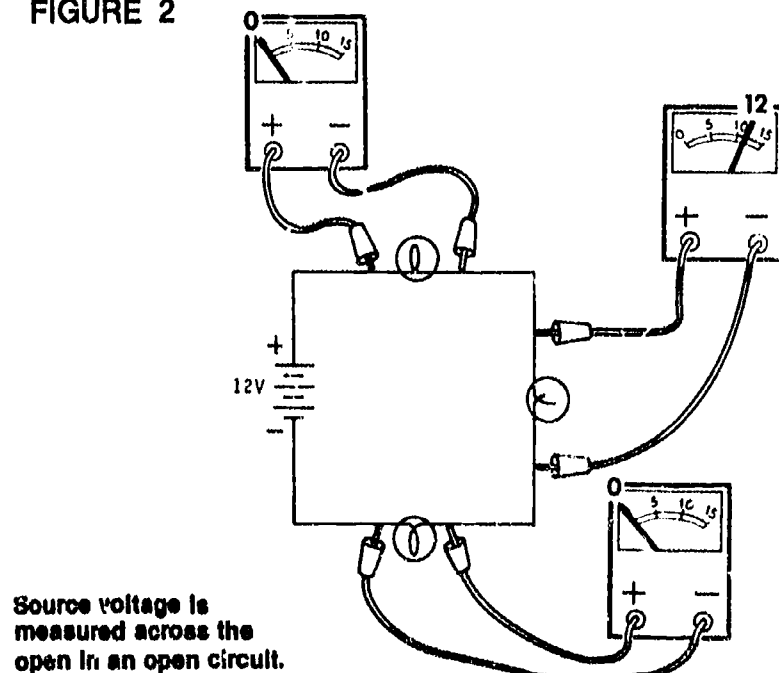 FIGURE 2
0
5 10 15
+ −
12
0 5 10 15
+ −
+
12V
−
0
5 10 15
+ −
Source voltage is
measured across the
open in an open circuit.